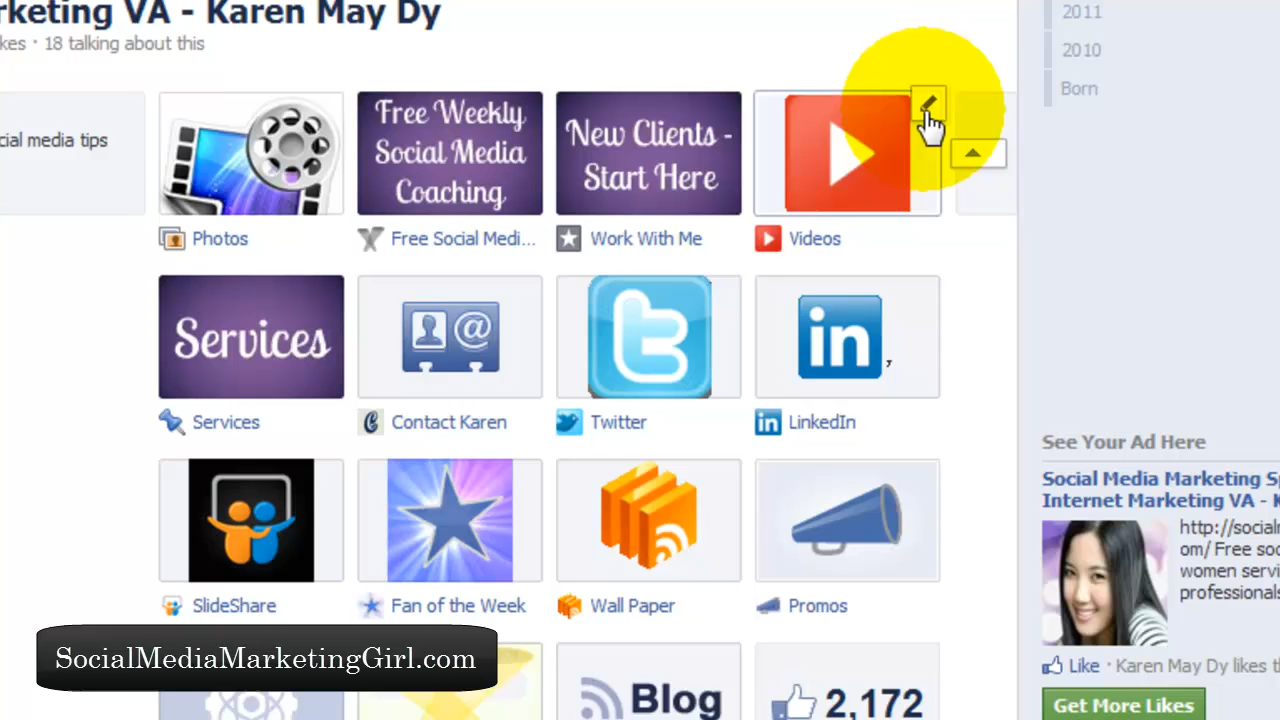 rketing VA - Karen May Dy
kes · 18 talking about this
2011
2010
Born
cial media tips
Free Weekly
Social Media
Coaching
New Clients -
Start Here
Photos
Free Social Medi...
Work With Me
Videos
Services
@
t
in,
Services
Contact Karen
Twitter
in LinkedIn
SlideShare
Fan of the Week
Wall Paper
Promos
See Your Ad Here
Social Media Marketing Sp
Internet Marketing VA - K
http://socialm
om/ Free soc
women servi
professionals
Like · Karen May Dy likes t
Get More Likes
SocialMediaMarketingGirl.com
Blog
2,172